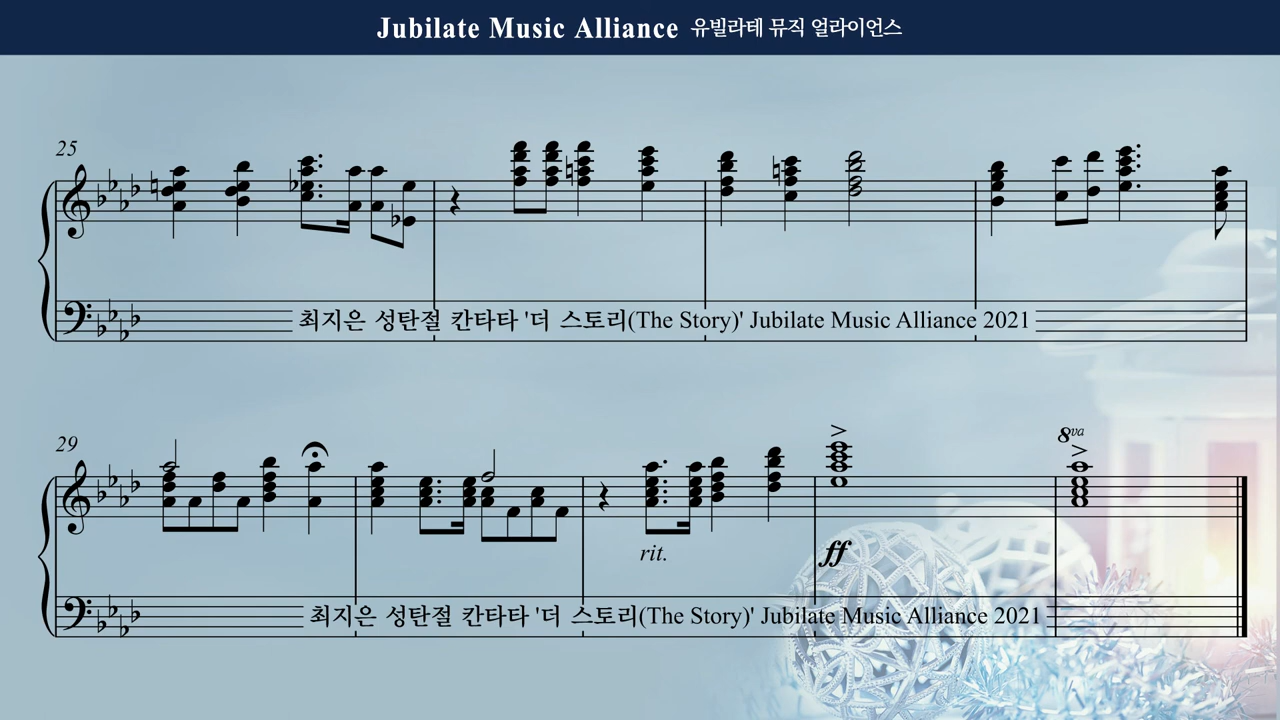 Jubilate Music Alliance 유빌라테 뮤직 얼라이언스
25
최지은 성탄절 칸타타 '더 스토리(The Story)' Jubilate Music Alliance 2021
29
8va
rit.
ff
최지은 성탄절 칸타타 '더 스토리(The Story)' Jubilate Music Alliance 2021